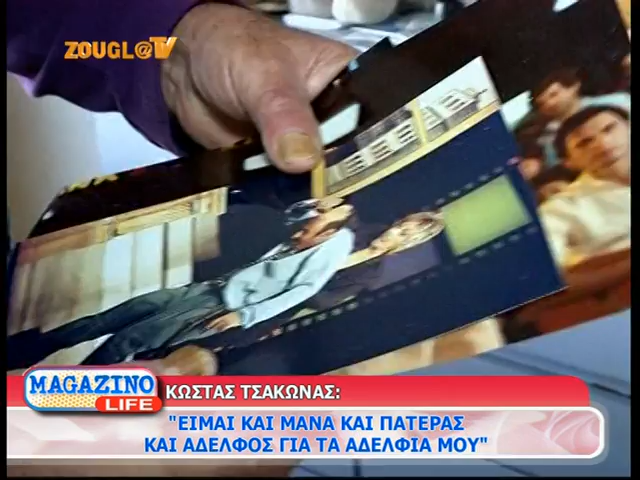 ZOUGL@TV
MAGAZINO
LIFE
ΚΩΣΤΑΣ ΤΣΑΚΩΝΑΣ:
"ΕΙΜΑΙ ΚΑΙ ΜΑΝΑ ΚΑΙ ΠΑΤΕΡΑΣ
ΚΑΙ ΑΔΕΛΦΟΣ ΓΙΑ ΤΑ ΑΔΕΛΦΙΑ ΜΟΥ"